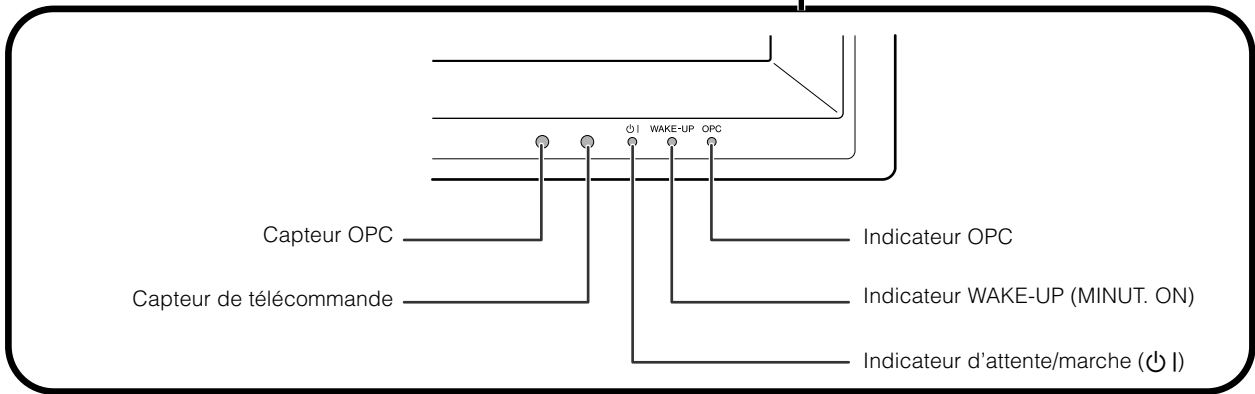 ⏻ | WAKE-UP OPC
Capteur OPC
Indicateur OPC
Capteur de télécommande
Indicateur WAKE-UP (MINUT. ON)
Indicateur d'attente/marche (⏻ |)